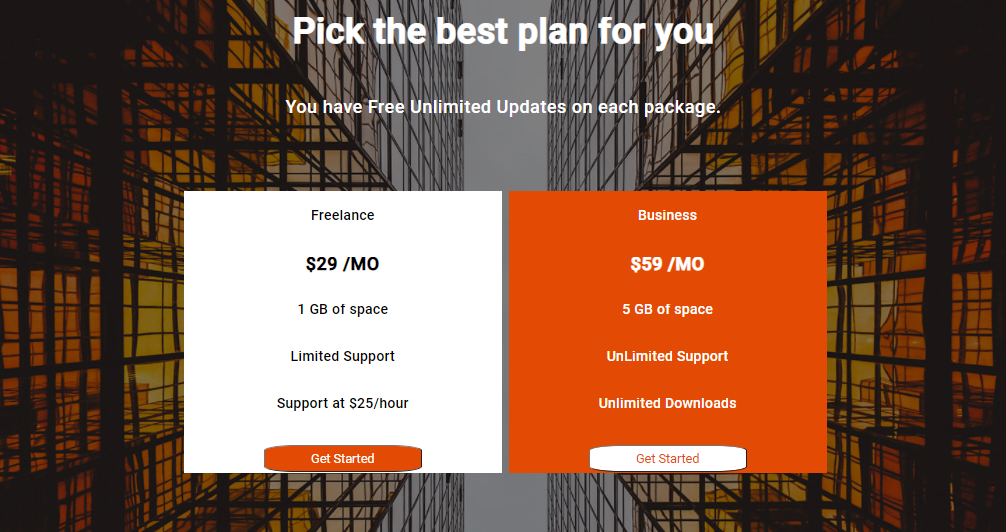 Pick the best plan for you
You have Free Unlimited Updates on each package.
Freelance
$29 /MO
1 GB of space
Limited Support
Support at $25/hour
Get Started
Business
$59 /MO
5 GB of space
UnLimited Support
Unlimited Downloads
Get Started